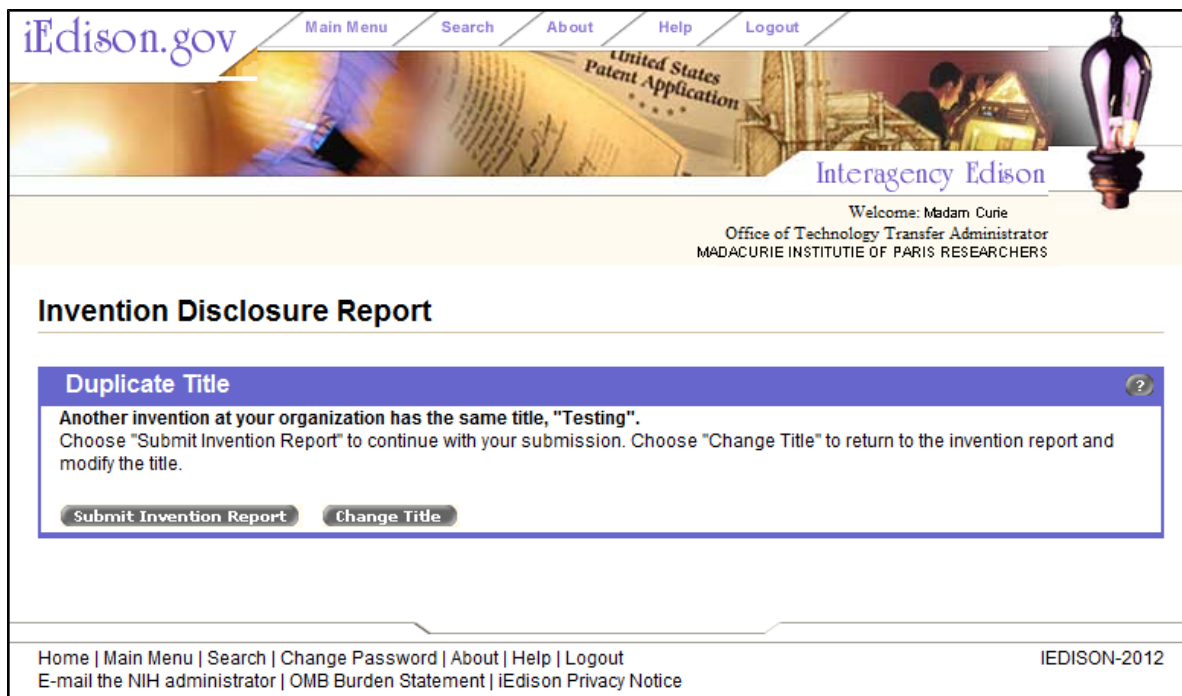 iEdison.gov
Main Menu
Search
About
Help
Logout
United States
Patent Application
Interagency Edison
Welcome: Madam Curie
Office of Technology Transfer Administrator
MADACURIE INSTITUTIE OF PARIS RESEARCHERS
Invention Disclosure Report
Duplicate Title
?
Another invention at your organization has the same title, "Testing".
Choose "Submit Invention Report" to continue with your submission. Choose "Change Title" to return to the invention report and
modify the title.
Submit Invention Report
Change Title
Home | Main Menu | Search | Change Password | About | Help | Logout
IEDISON-2012
E-mail the NIH administrator | OMB Burden Statement | iEdison Privacy Notice